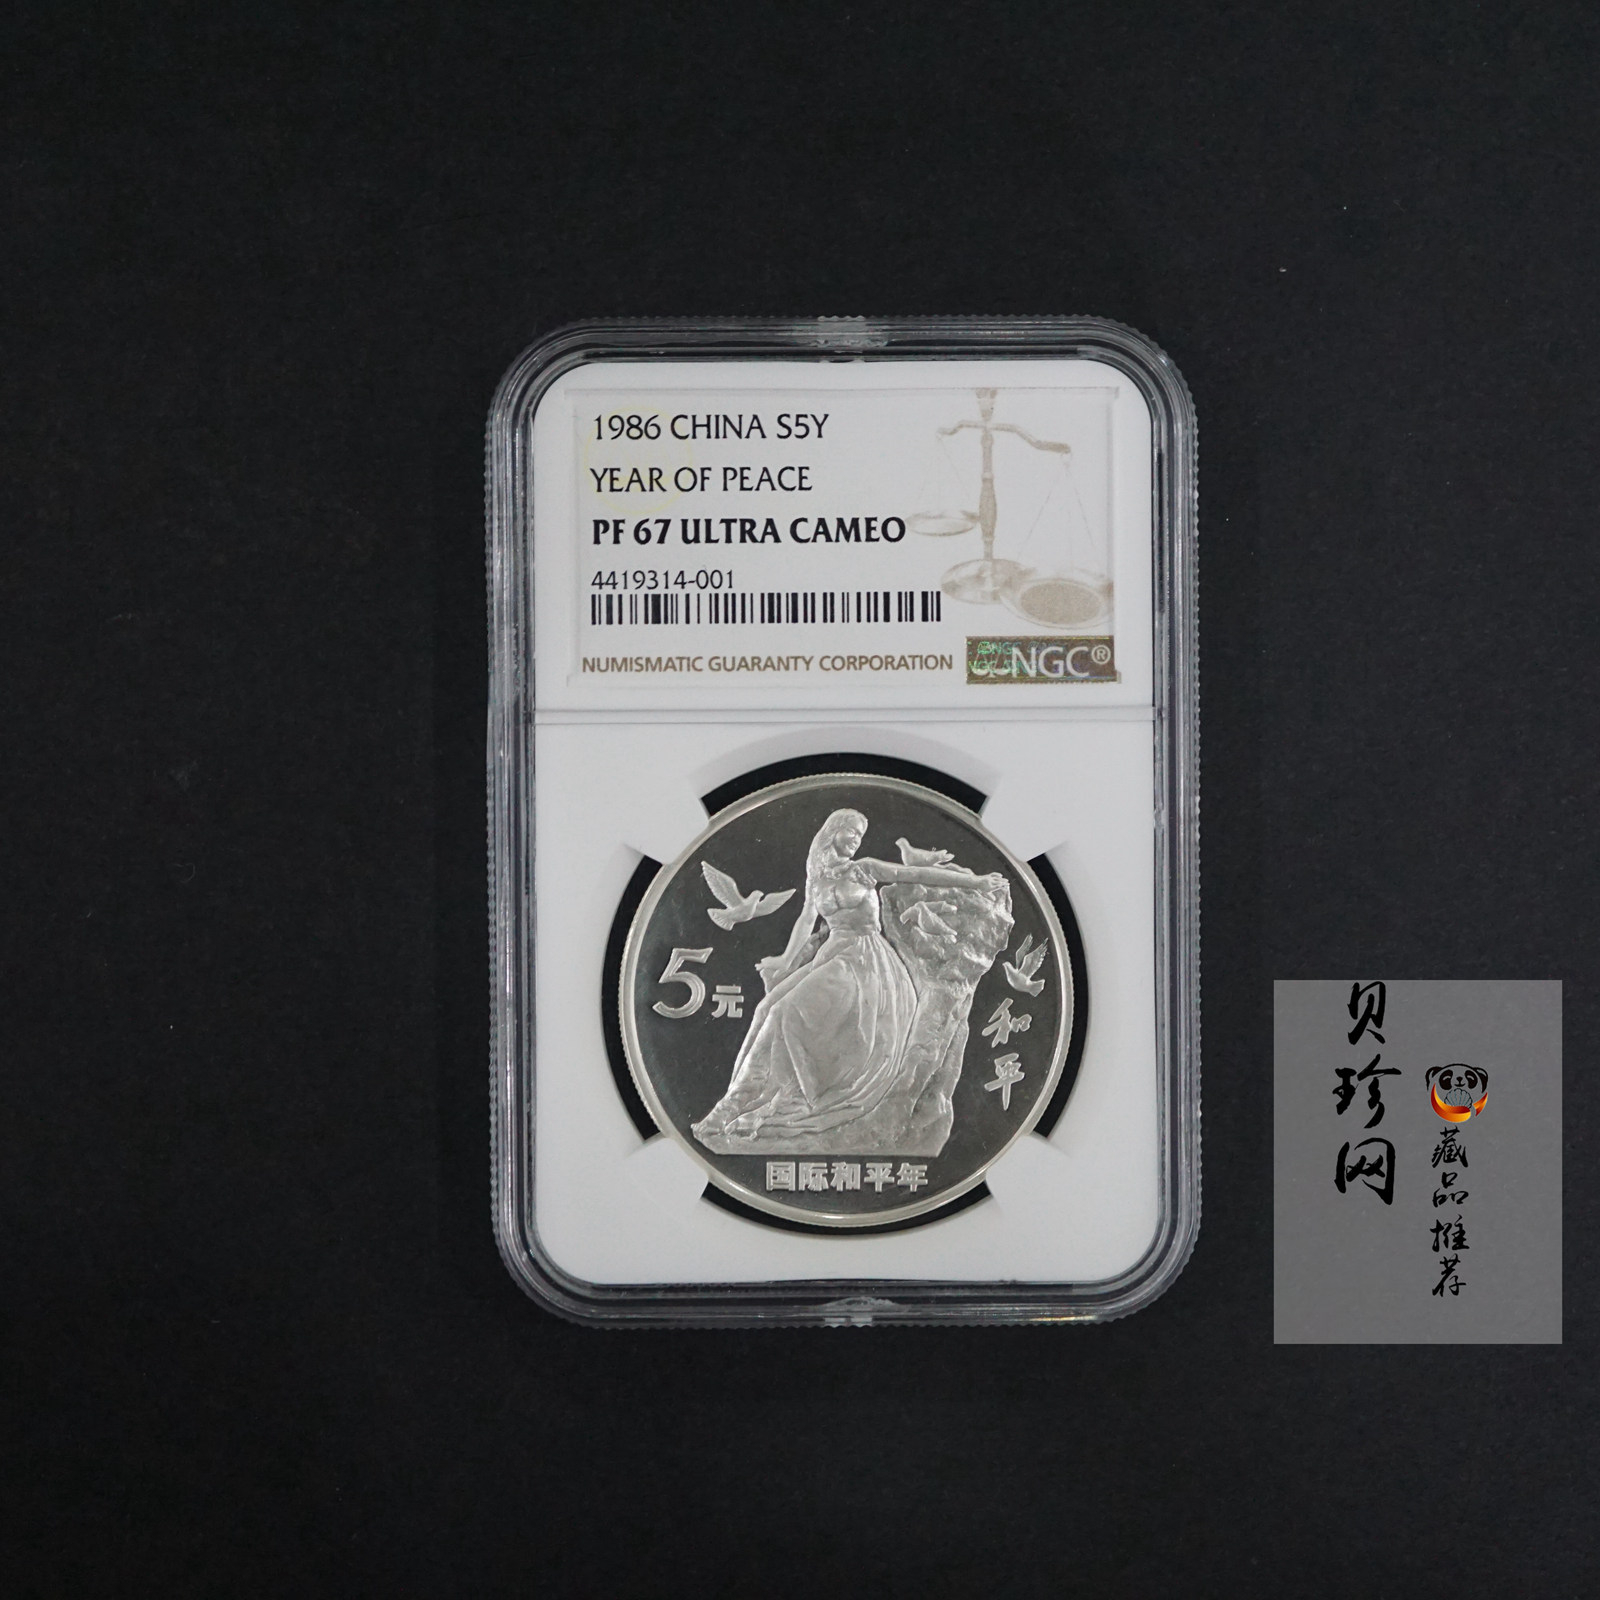 1986 CHINA S5Y
YEAR OF PEACE
PF 67 ULTRA CAMEO
4419314-001
NUMISMATIC GUARANTY CORPORATION
NGC®
5元
和平
国际和平年
贝珍网
藏品推荐